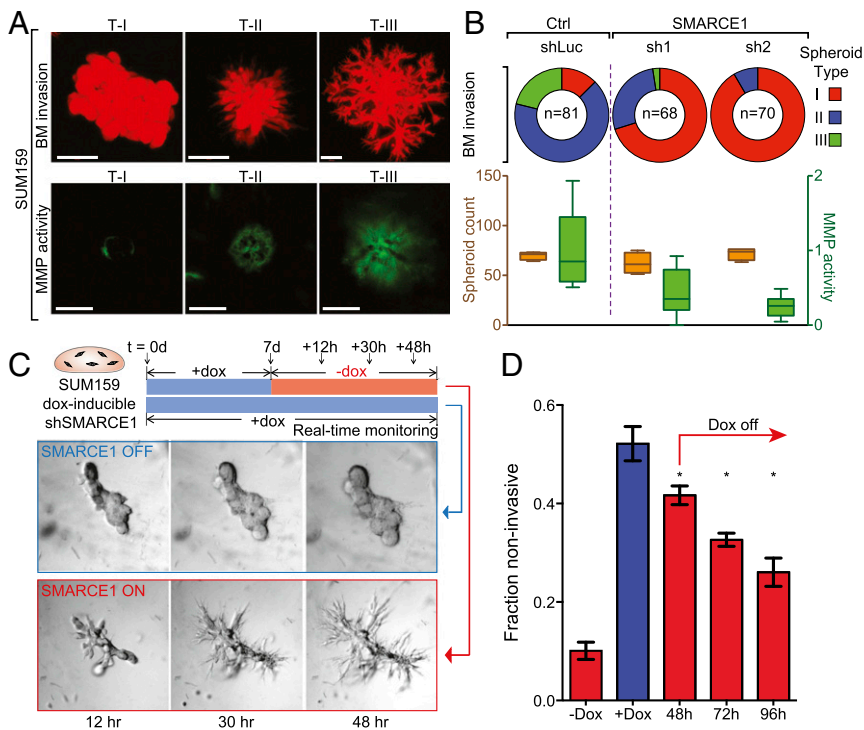 A
SUM159
BM invasion
T-I
T-II
T-III
MMP activity
T-I
T-II
T-III
B
Ctrl
SMARCE1
shLuc
sh1
sh2
Spheroid
Type
I
II
III
BM invasion
n=81
n=68
n=70
Spheroid count
150
100
50
0
MMP activity
2
1
0
C
t = 0d
7d
+12h
+30h
+48h
+dox
-dox
SUM159
dox-inducible
shSMARCE1
+dox
Real-time monitoring
SMARCE1 OFF
SMARCE1 ON
12 hr
30 hr
48 hr
D
Fraction non-invasive
0.6
0.4
0.2
0.0
Dox off
*
*
*
-Dox
+Dox
48h
72h
96h